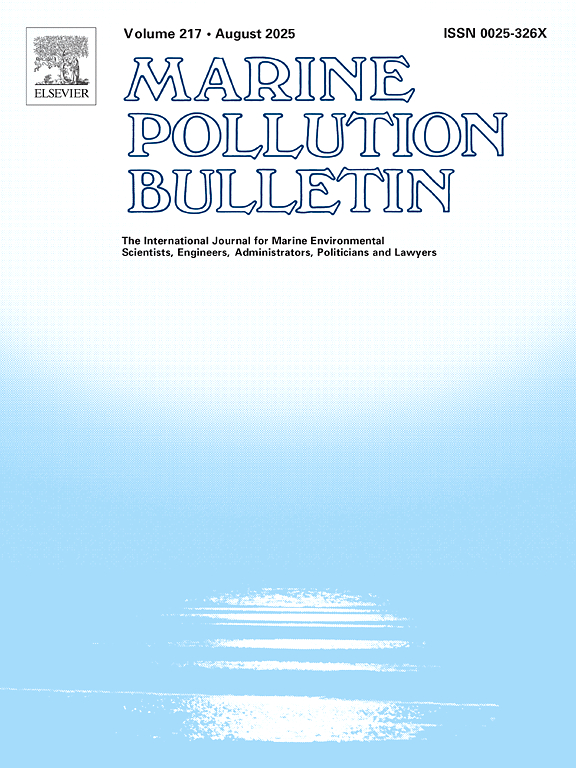 Volume 217 • August 2025
ISSN 0025-326X
ELSEVIER
MARINE
POLLUTION
BULLETIN
The International Journal for Marine Environmental
Scientists, Engineers, Administrators, Politicians and Lawyers